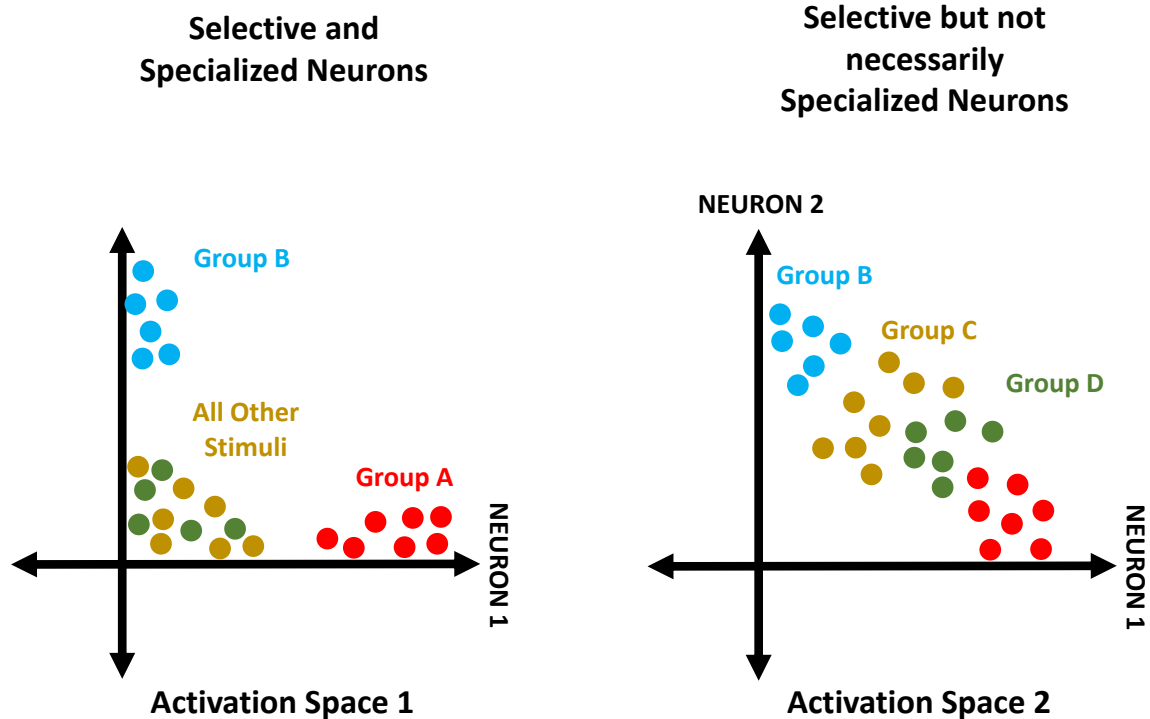 Selective and
Specialized Neurons
Group B
All Other
Stimuli
Group A
NEURON 1
Activation Space 1
Selective but not
necessarily
Specialized Neurons
NEURON 2
Group B
Group C
Group D
NEURON 1
Activation Space 2